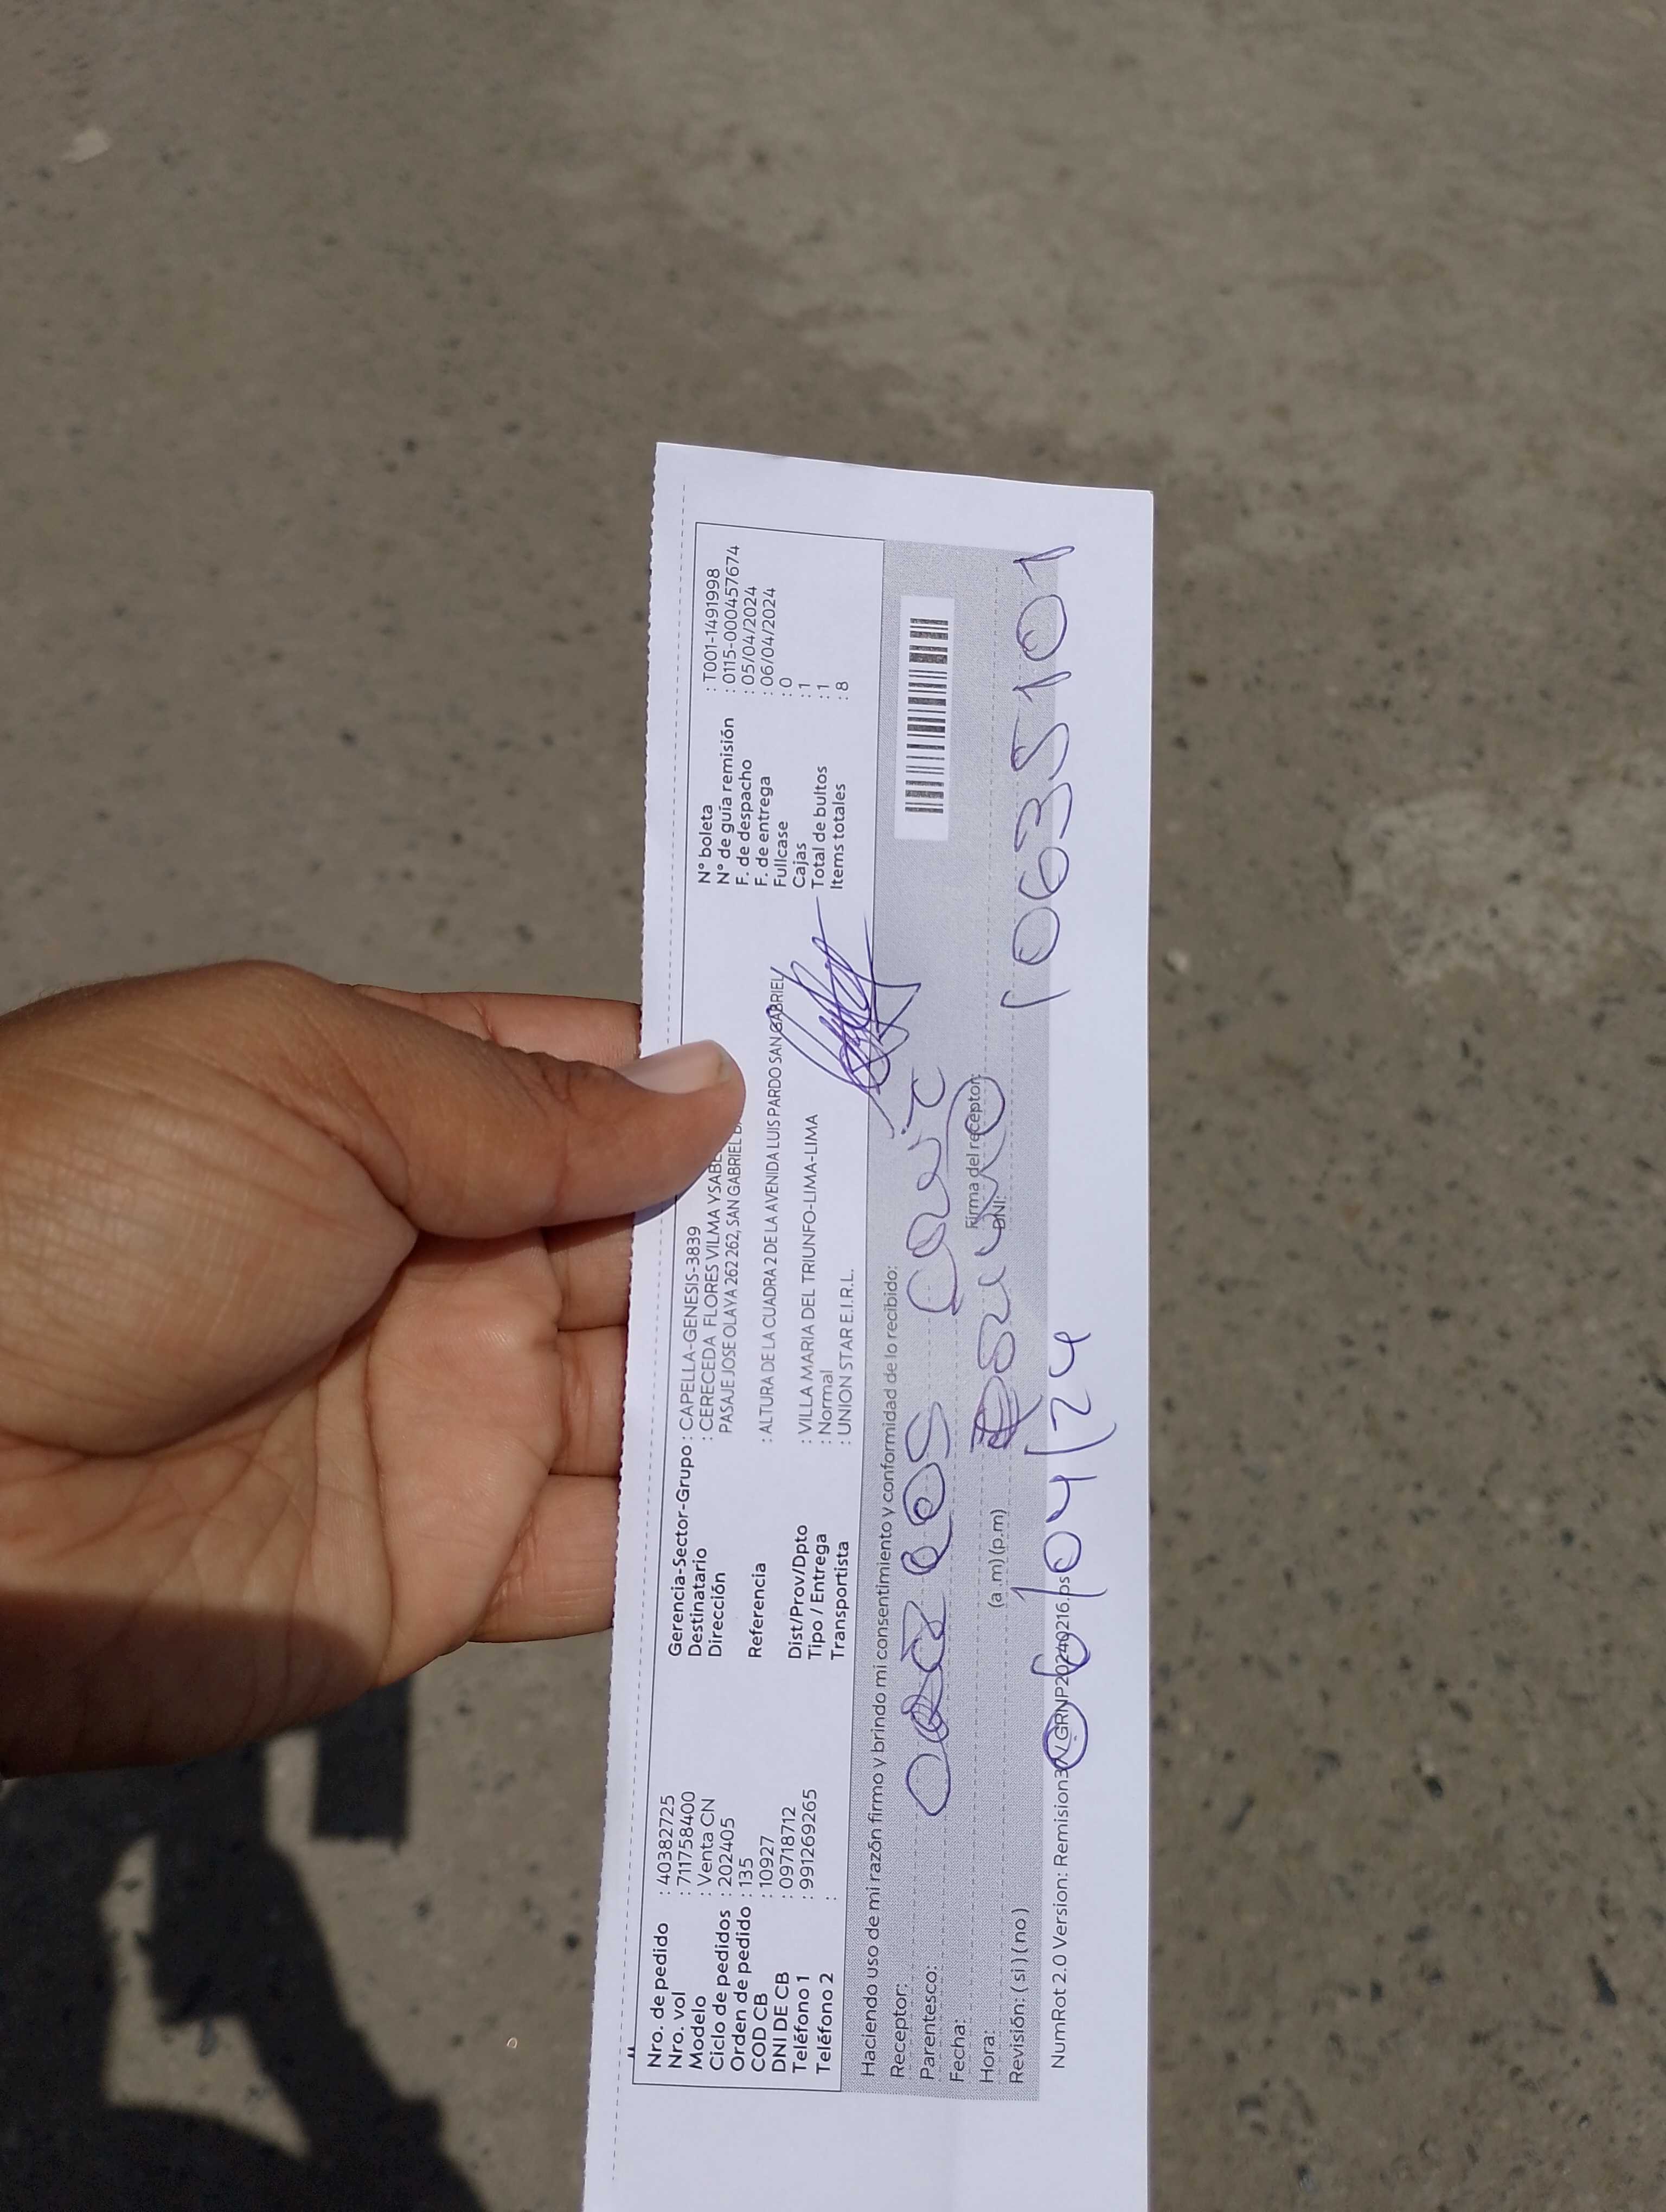 Nro. de pedido : 40382725
Nro. vol : 711758400
Modelo : Venta CN
Ciclo de pedidos : 202405
Orden de pedido : 135
COD CB : 10927
DNI DE CB : 09718712
Teléfono 1 : 991269265
Teléfono 2 :
Gerencia-Sector-Grupo : CAPELLA-GENESIS-3839
Destinatario : CERECEDA FLORES VILMA YSABE
Dirección PASAJE JOSE OLAYA 262 262, SAN GABRIEL
Referencia : ALTURA DE LA CUADRA 2 DE LA AVENIDA LUIS PARDO SAN GABRIEL
Dist/Prov/Dpto : VILLA MARIA DEL TRIUNFO-LIMA-LIMA
Tipo / Entrega : Normal
Transportista : UNION STAR E.I.R.L.
N° boleta : T001-1491998
N° de guía remisión : 0115-0000457674
F. de despacho : 05/04/2024
F. de entrega : 06/04/2024
Fullcase : 0
Cajas : 1
Total de bultos : 1
Items totales : 8
Haciendo uso de mi razón firmo y brindo mi consentimiento y conformidad de lo recibido:
Receptor:
Parentesco:
Fecha:
Hora: (a.m) (p.m)
Revisión: (si) (no)
Firma del receptor:
DNI:
10635101
06/04/24
NumRot 2.0 Version: Remision3